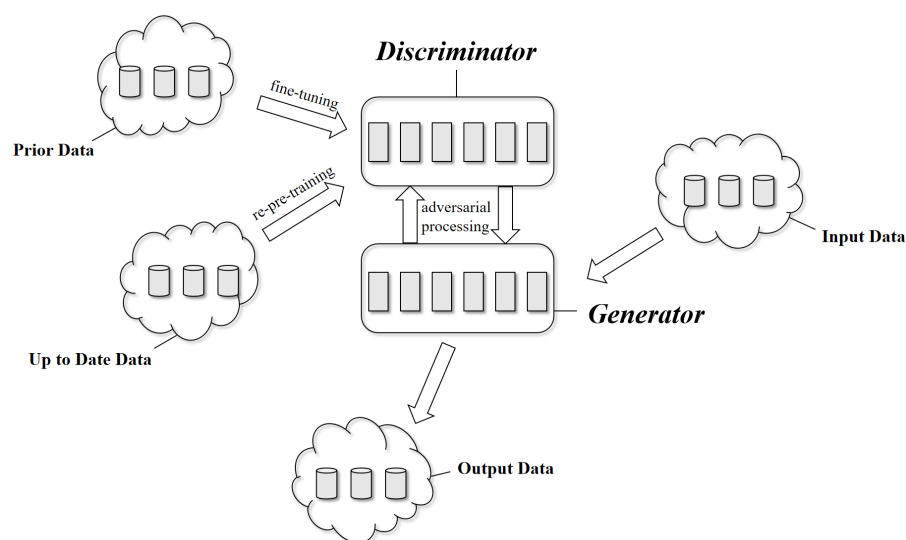 Discriminator
fine-tuning
Prior Data
re-pre-training
adversarial
processing
Input Data
Generator
Up to Date Data
Output Data